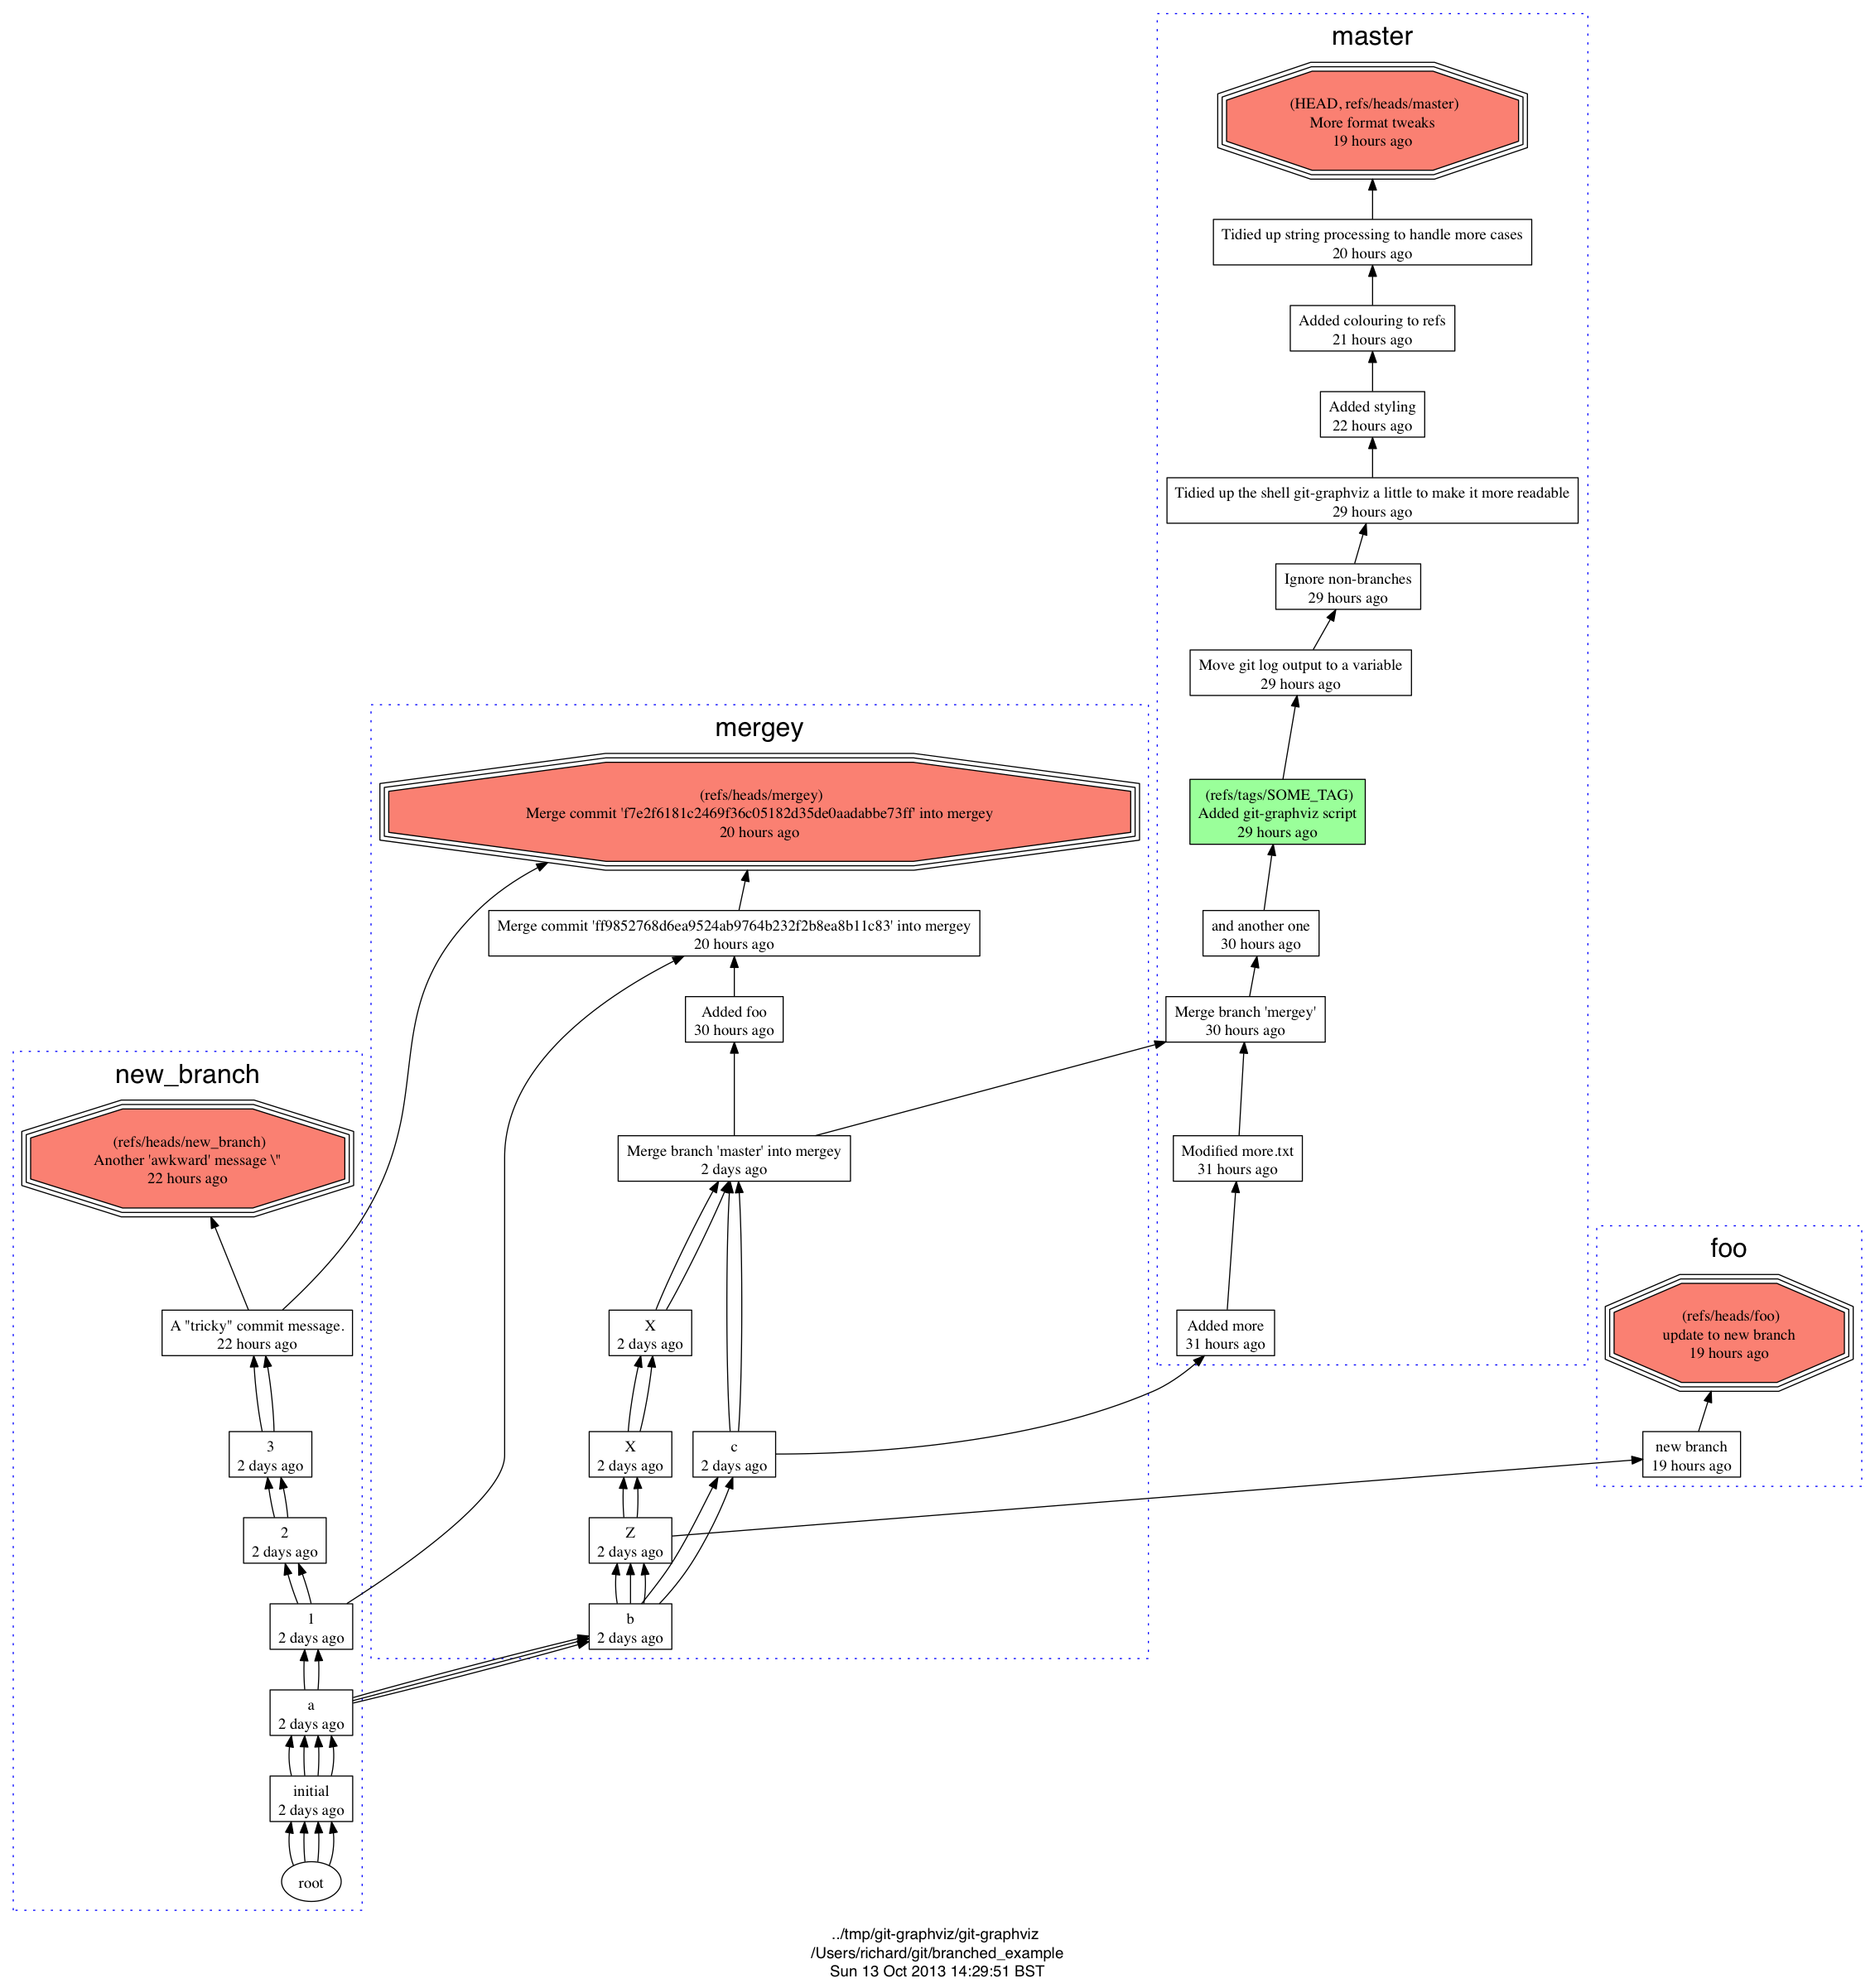 master
(HEAD, refs/heads/master)
More format tweaks
19 hours ago
Tidied up string processing to handle more cases
20 hours ago
Added colouring to refs
21 hours ago
Added styling
22 hours ago
Tidied up the shell git-graphviz a little to make it more readable
29 hours ago
Ignore non-branches
29 hours ago
Move git log output to a variable
29 hours ago
(refs/tags/SOME_TAG)
Added git-graphviz script
29 hours ago
and another one
30 hours ago
Merge branch 'mergey'
30 hours ago
Modified more.txt
31 hours ago
Added more
31 hours ago
mergey
(refs/heads/mergey)
Merge commit 'f7e2f6181c2469f36c05182d35de0aadabbe73ff' into mergey
20 hours ago
Merge commit 'ff9852768d6ea9524ab9764b232f2b8ea8b11c83' into mergey
20 hours ago
Added foo
30 hours ago
Merge branch 'master' into mergey
2 days ago
X
2 days ago
X
2 days ago
c
2 days ago
Z
2 days ago
b
2 days ago
new_branch
(refs/heads/new_branch)
Another 'awkward' message \"
22 hours ago
A "tricky" commit message.
22 hours ago
3
2 days ago
2
2 days ago
1
2 days ago
a
2 days ago
initial
2 days ago
root
foo
(refs/heads/foo)
update to new branch
19 hours ago
new branch
19 hours ago
../tmp/git-graphviz/git-graphviz
/Users/richard/git/branched_example
Sun 13 Oct 2013 14:29:51 BST